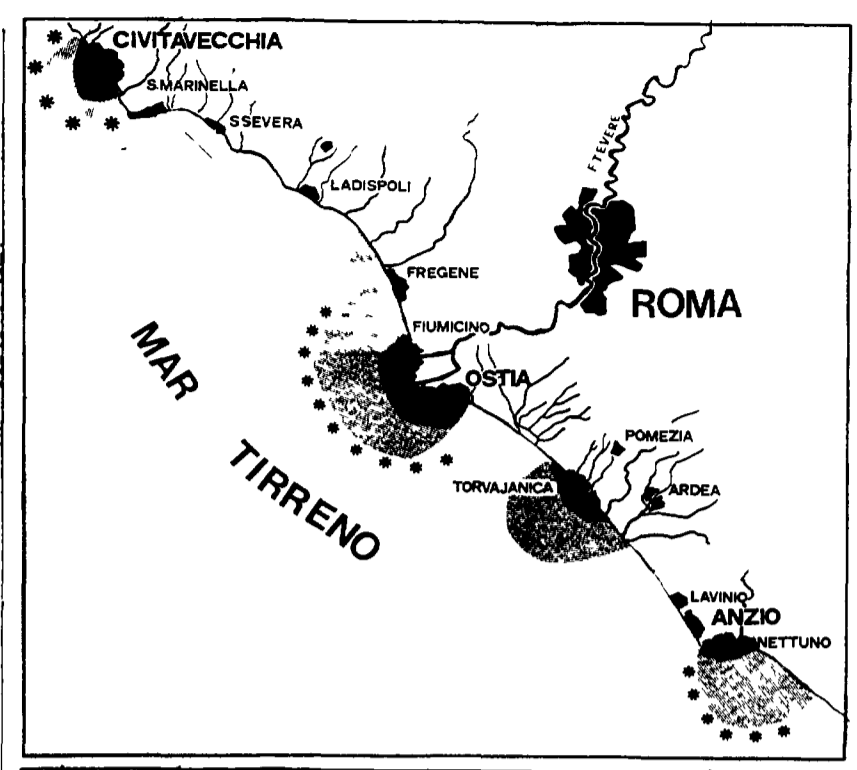 CIVITAVECCHIA
S.MARINELLA
S SEVERA
LADISPOLI
F TEVERE
FREGENE
ROMA
FIUMICINO
MAR
OSTIA
TIRRENO
POMEZIA
TORVAJANICA
ARDEA
LAVINIO
ANZIO
NETTUNO